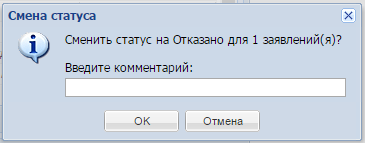 Смена статуса
Сменить статус на Отказано для 1 заявлений(я)?
Введите комментарий:
OK
Отмена